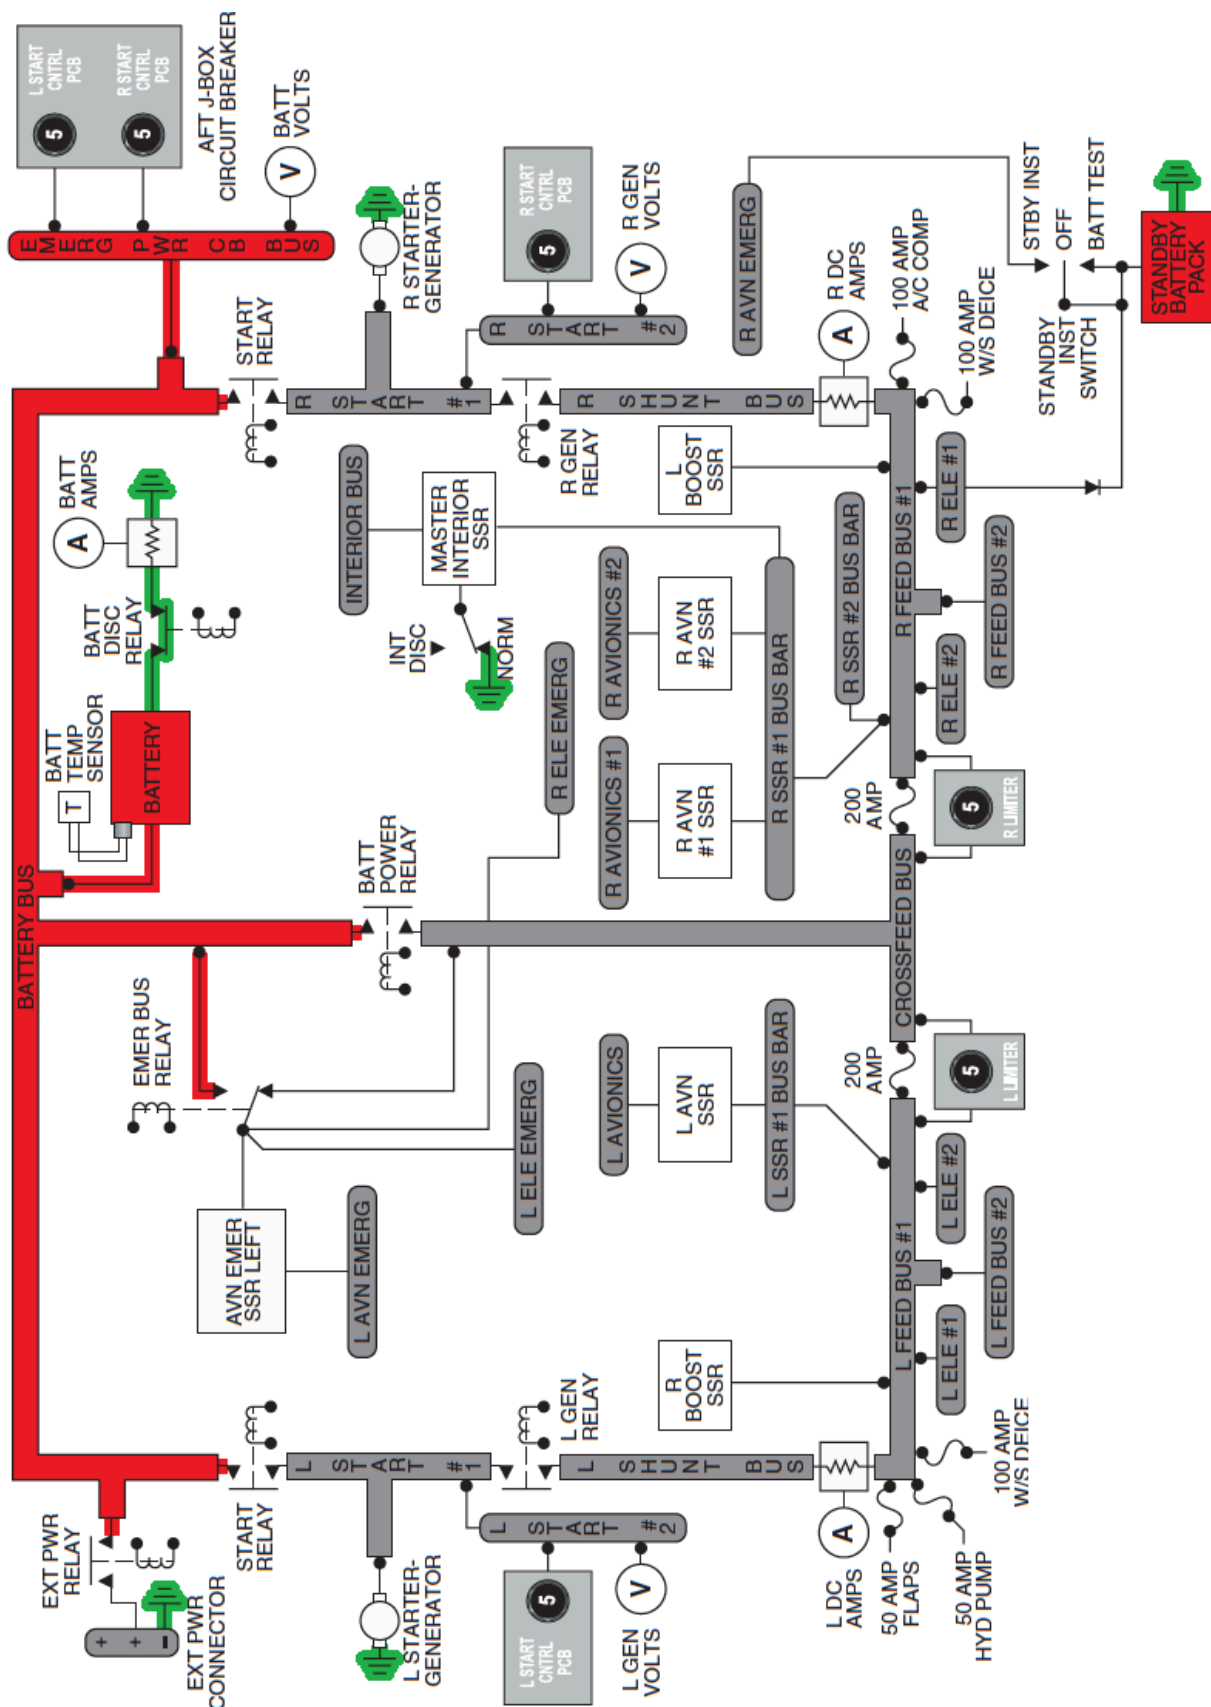 EXT PWR
RELAY
EXT PWR
CONNECTOR
+
+
−
BATTERY BUS
EMER BUS
RELAY
BATT
TEMP
SENSOR
T
BATTERY
BATT
DISC
RELAY
BATT
AMPS
A
EMERG PWR CB BUS
L START
CNTRL
PCB
5
R START
CNTRL
PCB
5
AFT J-BOX
CIRCUIT BREAKER
BATT
VOLTS
V
START
RELAY
AVN EMER
SSR LEFT
L AVN EMERG
BATT
POWER
RELAY
START
RELAY
L STARTER-
GENERATOR
L START #1
L START #2
L START
CNTRL
PCB
5
L GEN
VOLTS
V
L GEN
RELAY
L ELE EMERG
R ELE EMERG
INT
DISC
NORM
MASTER
INTERIOR
SSR
INTERIOR BUS
R STARTER-
GENERATOR
R START #1
R START #2
R START
CNTRL
PCB
5
R GEN
VOLTS
V
R GEN
RELAY
L SHUNT BUS
R
BOOST
SSR
L AVIONICS
L AVN
SSR
L SSR #1 BUS BAR
R AVIONICS #1
R AVN
#1 SSR
R AVIONICS #2
R AVN
#2 SSR
R SSR #1 BUS BAR
R SSR #2 BUS BAR
L
BOOST
SSR
R SHUNT BUS
R AVN EMERG
L DC
AMPS
A
50 AMP
FLAPS
50 AMP
HYD PUMP
100 AMP
W/S DEICE
L FEED BUS #1
L ELE #1
L FEED BUS #2
L ELE #2
200
AMP
5
L LIMITER
CROSSFEED BUS
200
AMP
5
R LIMITER
R FEED BUS #1
R ELE #2
R FEED BUS #2
R ELE #1
R DC
AMPS
A
100 AMP
A/C COMP
100 AMP
W/S DEICE
STANDBY
INST
SWITCH
STBY INST
OFF
BATT TEST
STANDBY
BATTERY
PACK